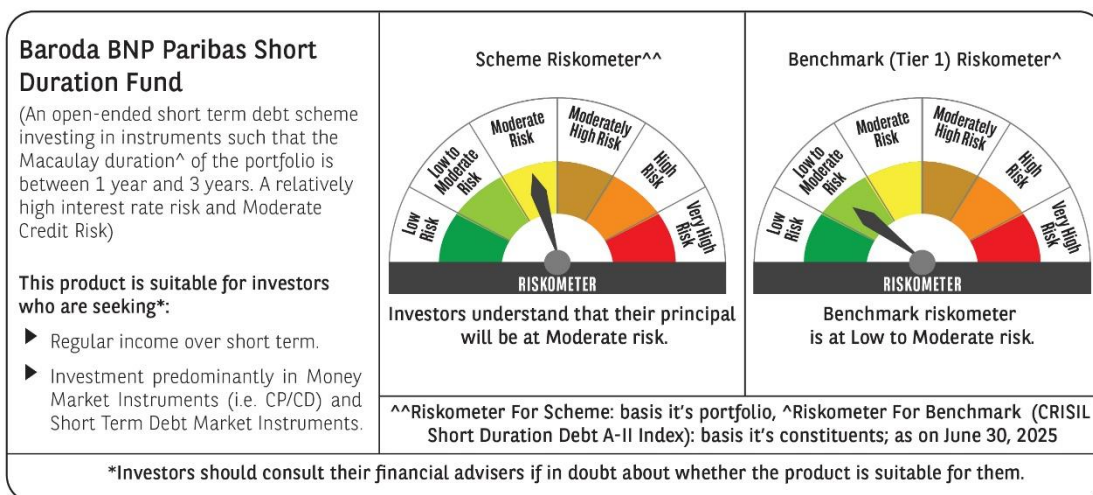 Baroda BNP Paribas Short
Duration Fund
(An open-ended short term debt scheme
investing in instruments such that the
Macaulay duration^ of the portfolio is
between 1 year and 3 years. A relatively
high interest rate risk and Moderate
Credit Risk)
This product is suitable for investors
who are seeking*:
Regular income over short term.
Investment predominantly in Money
Market Instruments (i.e. CP/CD) and
Short Term Debt Market Instruments.
Scheme Riskometer^^
Low
Risk
Low to
Moderate
Risk
Moderate
Risk
Moderately
High Risk
High
Risk
Very High
Risk
RISKOMETER
Investors understand that their principal
will be at Moderate risk.
Benchmark (Tier 1) Riskometer^
Low
Risk
Low to
Moderate
Risk
Moderate
Risk
Moderately
High Risk
High
Risk
Very High
Risk
RISKOMETER
Benchmark riskometer
is at Low to Moderate risk.
^^Riskometer For Scheme: basis it's portfolio, ^Riskometer For Benchmark (CRISIL
Short Duration Debt A-II Index): basis it's constituents; as on June 30, 2025
*Investors should consult their financial advisers if in doubt about whether the product is suitable for them.